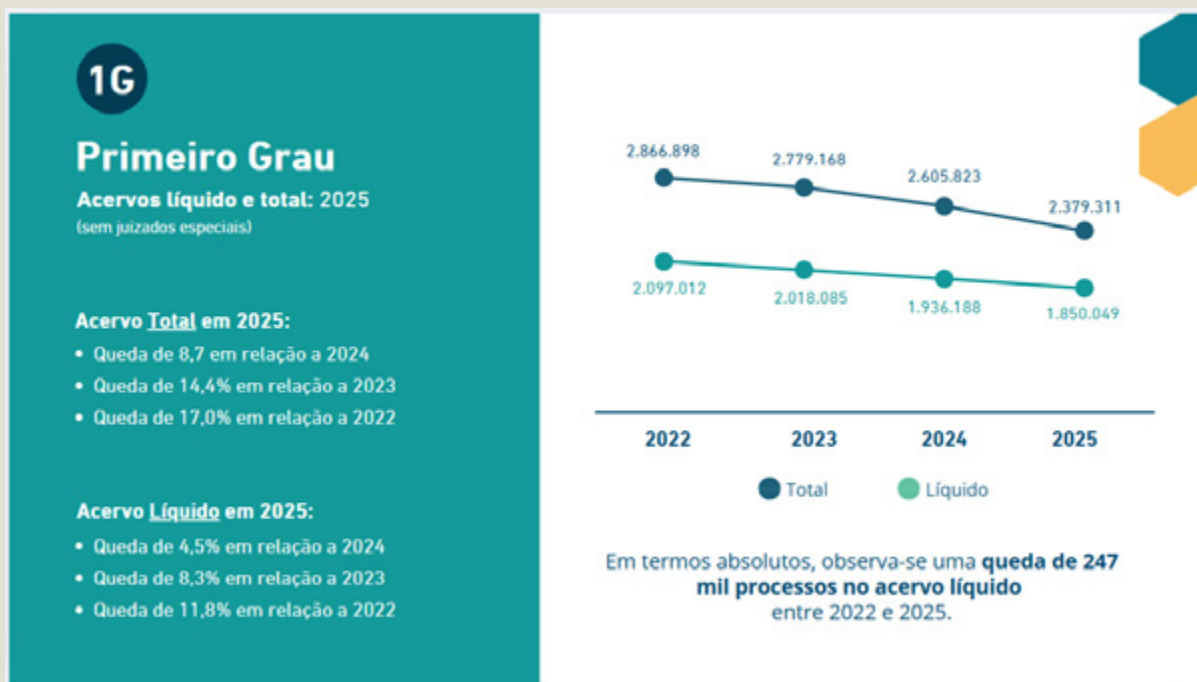 1G
Primeiro Grau
Acervos líquido e total: 2025
(sem juizados especiais)
Acervo Total em 2025:
• Queda de 8,7 em relação a 2024
• Queda de 14,4% em relação a 2023
• Queda de 17,0% em relação a 2022
Acervo Líquido em 2025:
• Queda de 4,5% em relação a 2024
• Queda de 8,3% em relação a 2023
• Queda de 11,8% em relação a 2022
2.866.898
2.779.168
2.605.823
2.379.311
2.097.012
2.018.085
1.936.188
1.850.049
2022 2023 2024 2025
Total Líquido
Em termos absolutos, observa-se uma queda de 247
mil processos no acervo líquido
entre 2022 e 2025.